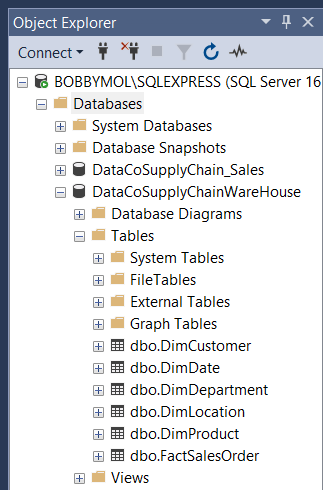 Object Explorer
Connect
BOBBYMOL\SQLEXPRESS (SQL Server 16
Databases
System Databases
Database Snapshots
DataCoSupplyChain_Sales
DataCoSupplyChainWareHouse
Database Diagrams
Tables
System Tables
FileTables
External Tables
Graph Tables
dbo.DimCustomer
dbo.DimDate
dbo.DimDepartment
dbo.DimLocation
dbo.DimProduct
dbo.FactSalesOrder
Views